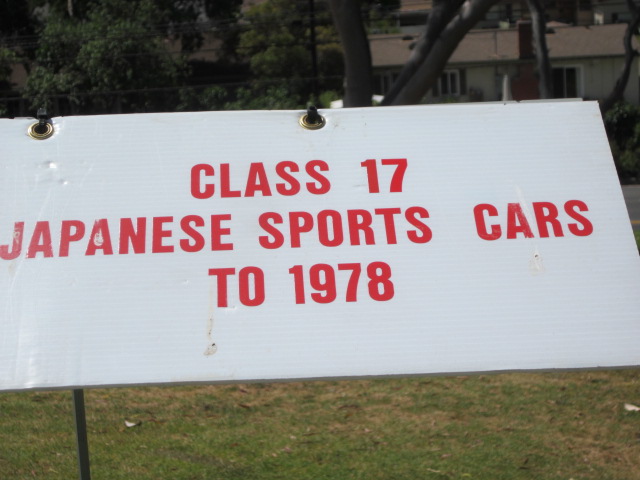 CLASS 17
JAPANESE SPORTS CARS
TO 1978